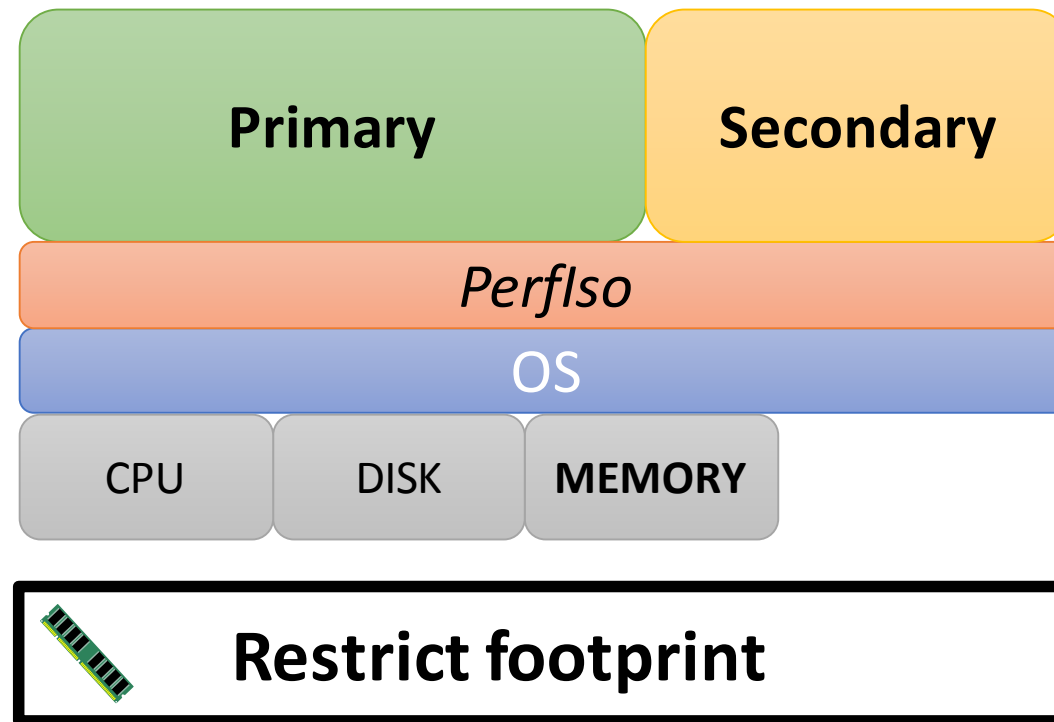 Primary Secondary
PerfIso
OS
CPU DISK MEMORY
Restrict footprint